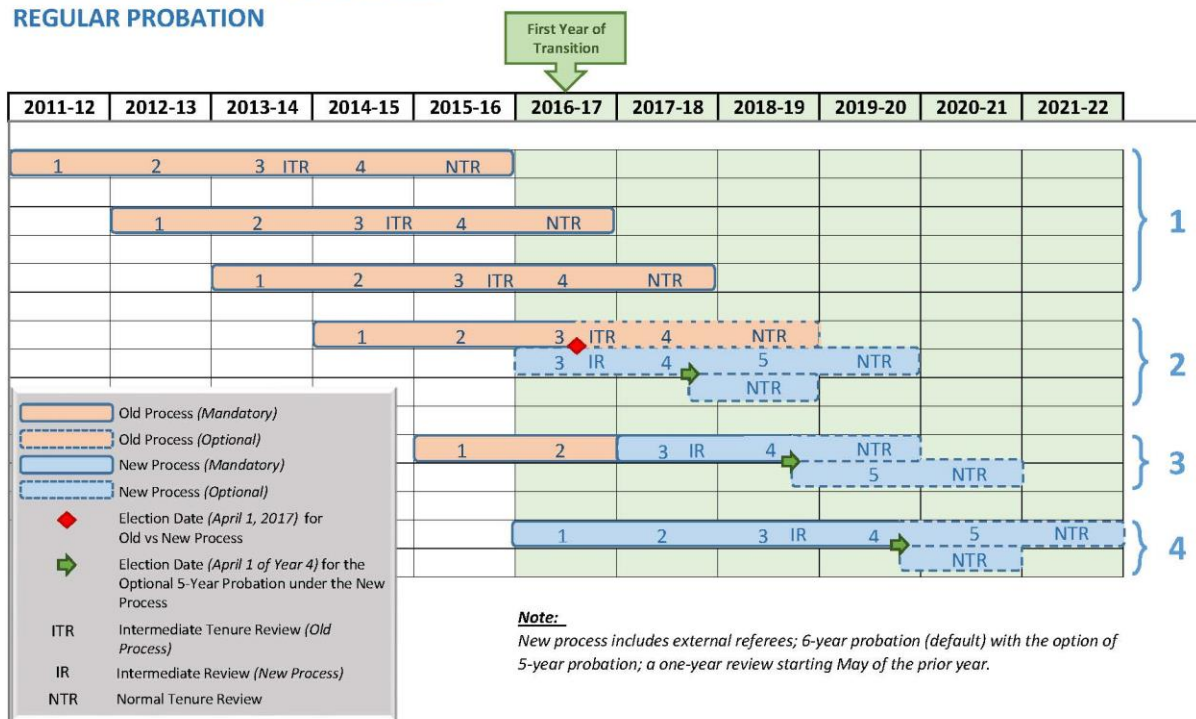 REGULAR PROBATION
First Year of
Transition
2011-12 2012-13 2013-14 2014-15 2015-16 2016-17 2017-18 2018-19 2019-20 2020-21 2021-22
1 2 3 ITR 4 NTR
1 2 3 ITR 4 NTR
1
1 2 3 ITR 4 NTR
1 2 3 ITR 4 NTR
3 IR 4 5 NTR
2
NTR
1 2 3 IR 4 NTR
3
5 NTR
1 2 3 IR 4 5 NTR
4
NTR
Old Process (Mandatory)
Old Process (Optional)
New Process (Mandatory)
New Process (Optional)
Election Date (April 1, 2017) for
Old vs New Process
Election Date (April 1 of Year 4) for the
Optional 5-Year Probation under the New
Process
ITR Intermediate Tenure Review (Old
Process)
IR Intermediate Review (New Process)
NTR Normal Tenure Review
Note:
New process includes external referees; 6-year probation (default) with the option of
5-year probation; a one-year review starting May of the prior year.